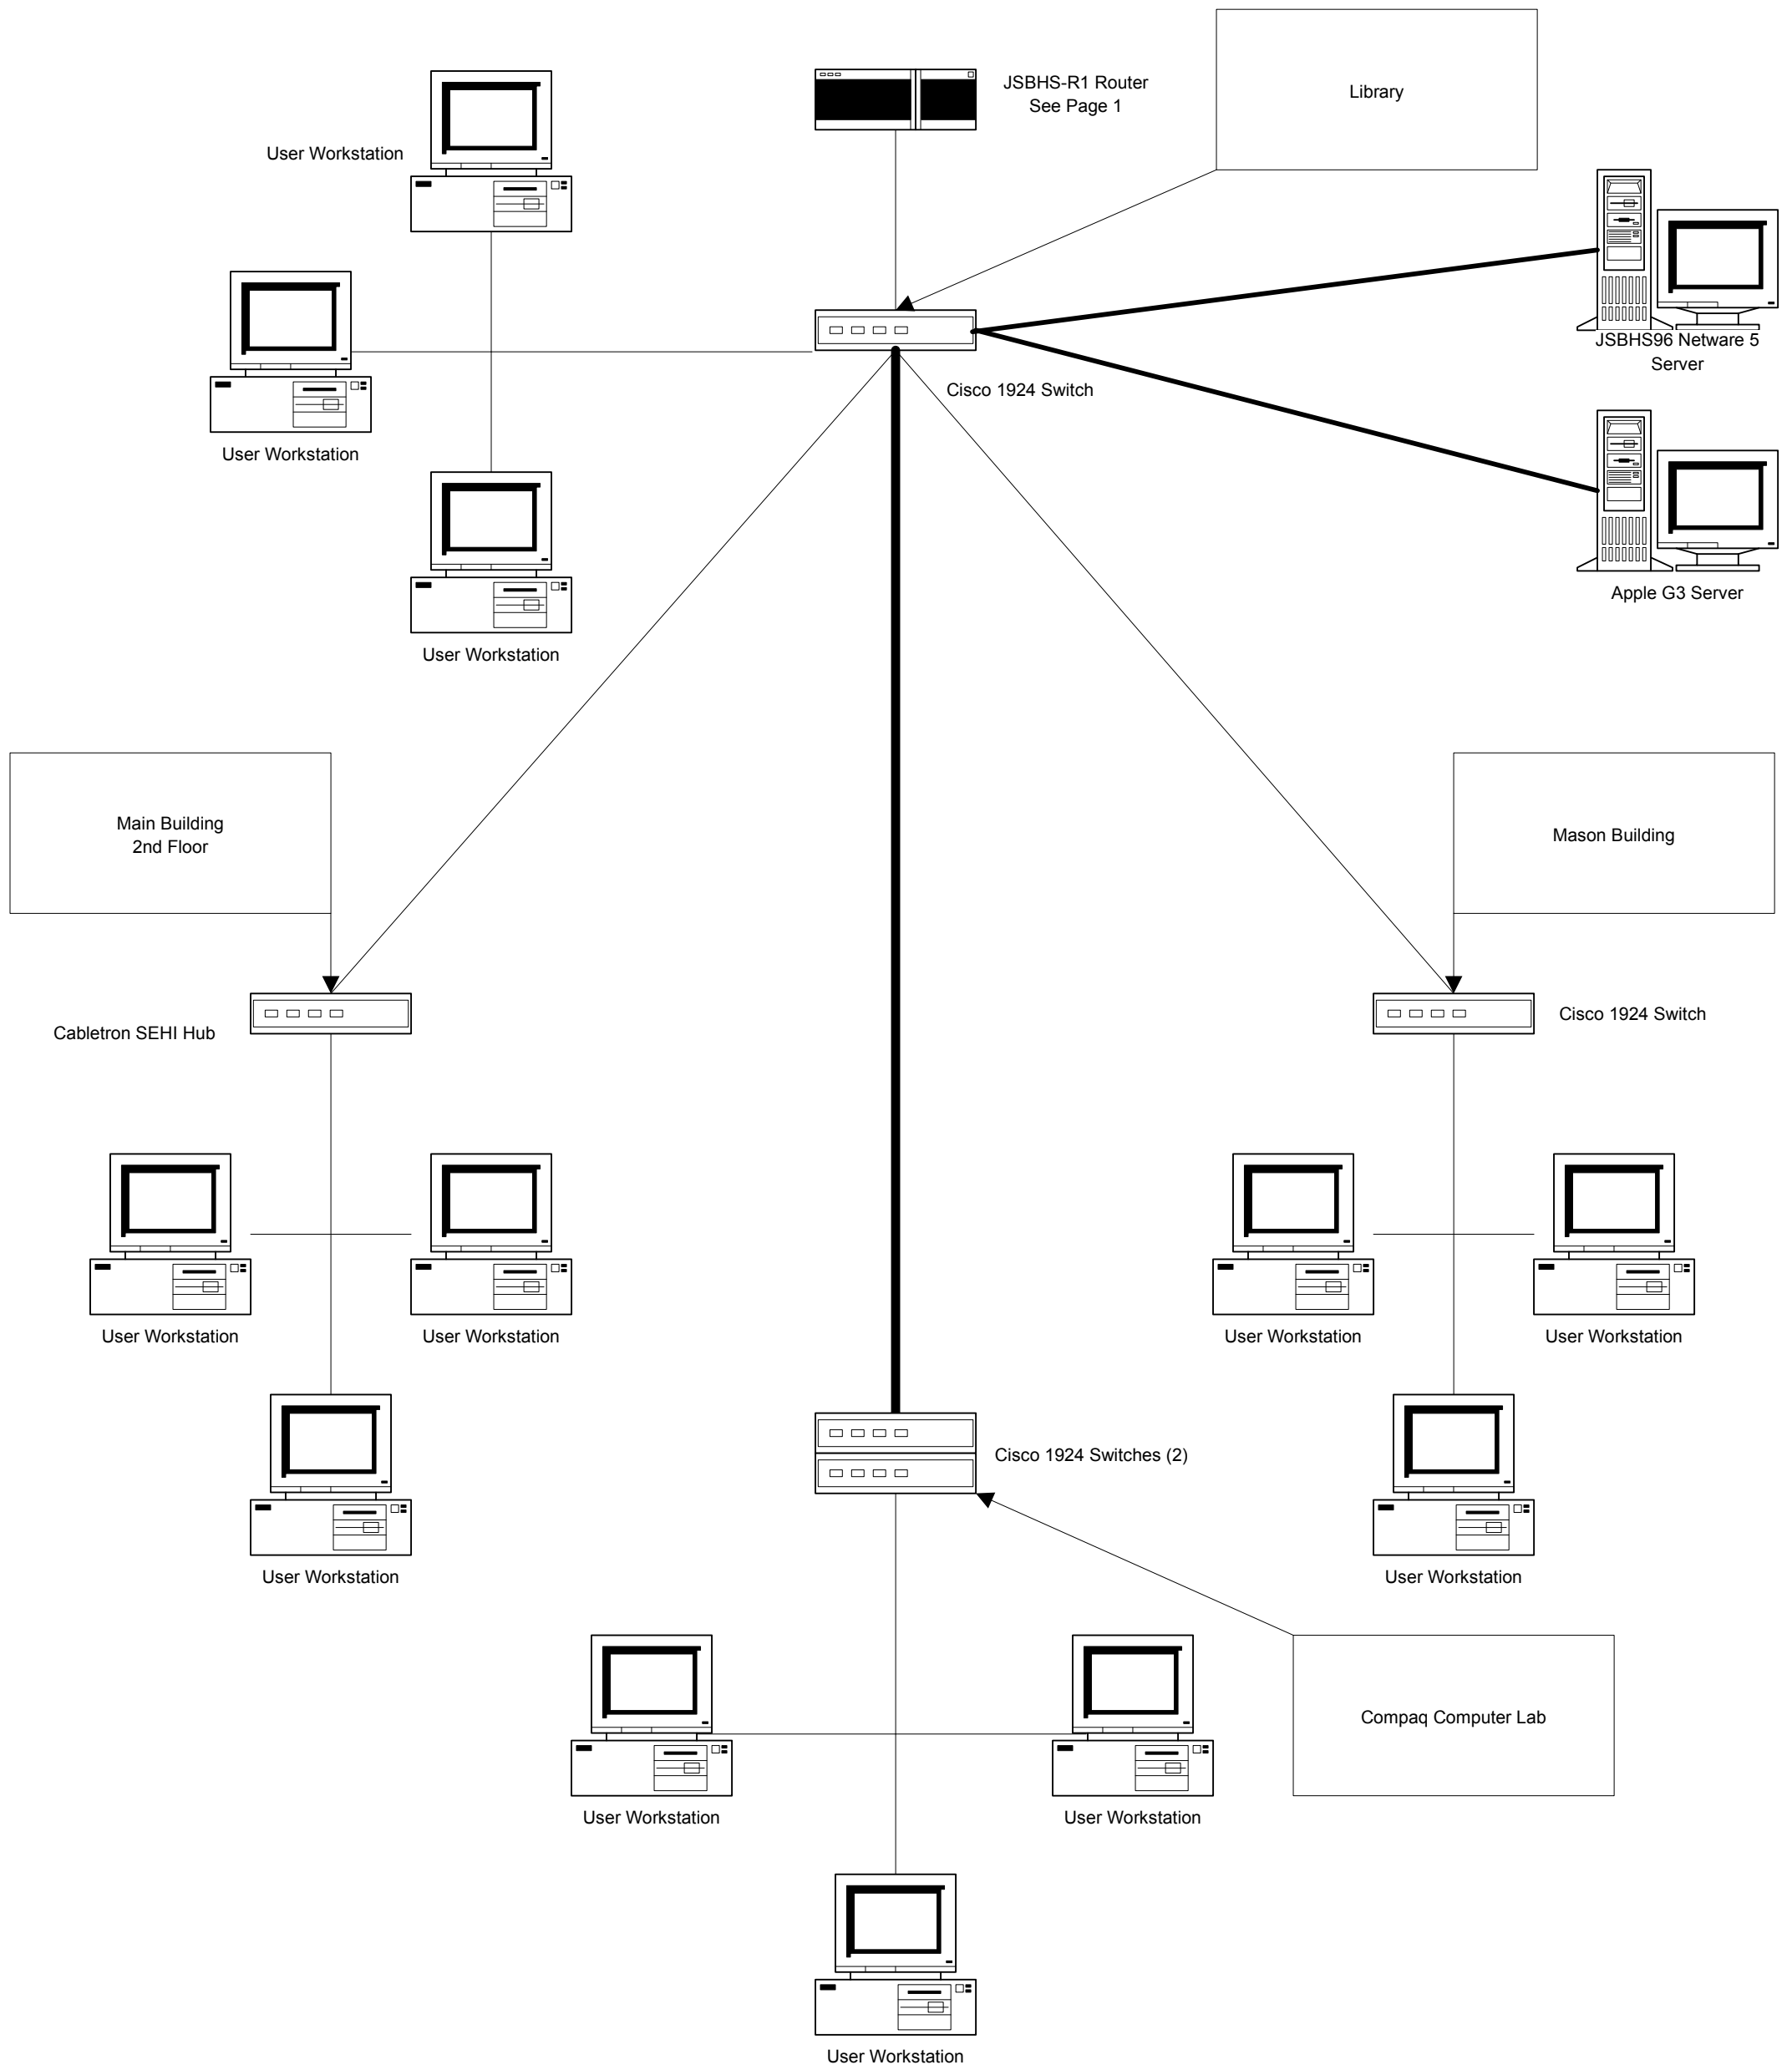 JSBHS-R1 Router
See Page 1
Library
User Workstation
JSBHS96 Netware 5
Server
Cisco 1924 Switch
User Workstation
Apple G3 Server
User Workstation
Main Building
2nd Floor
Mason Building
Cabletron SEHI Hub
Cisco 1924 Switch
User Workstation
User Workstation
User Workstation
User Workstation
Cisco 1924 Switches (2)
User Workstation
User Workstation
Compaq Computer Lab
User Workstation
User Workstation
User Workstation